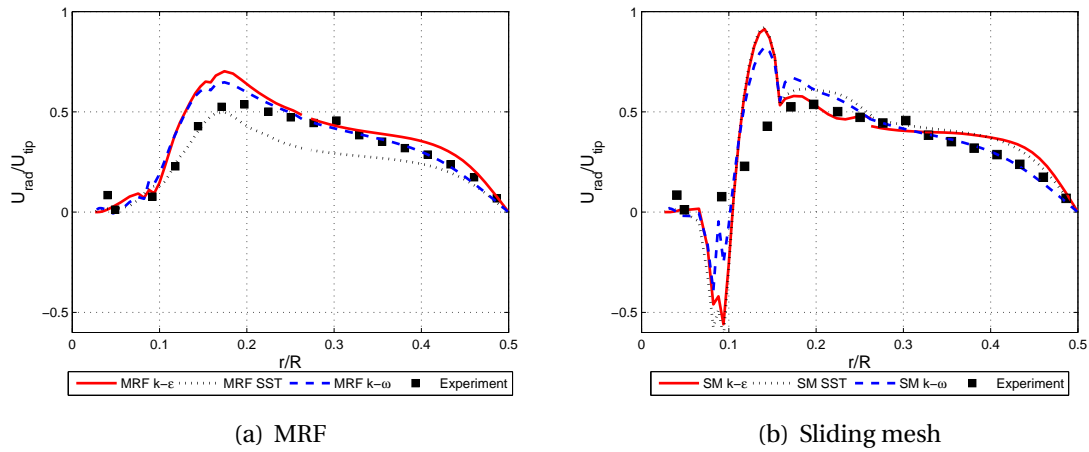 1
0.5
0
−0.5
U_rad/U_tip
0 0.1 0.2 0.3 0.4 0.5
r/R
MRF k−ε MRF SST MRF k−ω Experiment
(a) MRF
1
0.5
0
−0.5
U_rad/U_tip
0 0.1 0.2 0.3 0.4 0.5
r/R
SM k−ε SM SST SM k−ω Experiment
(b) Sliding mesh